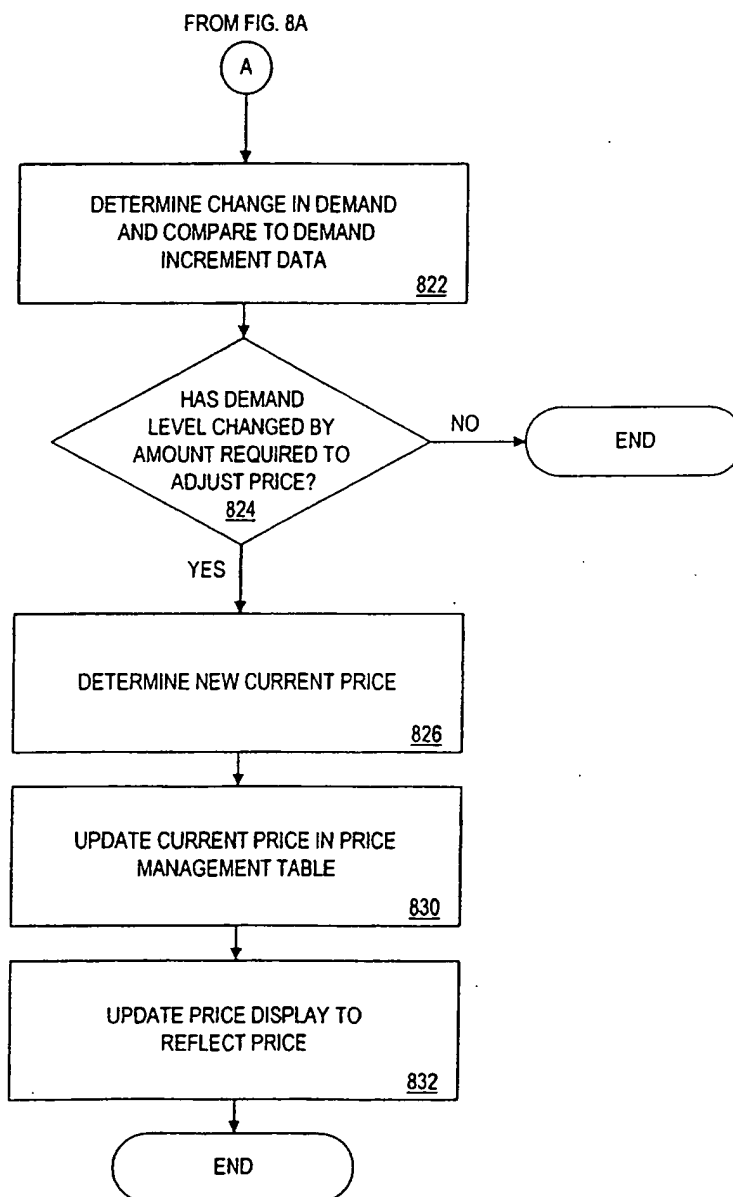 FROM FIG. 8A
A
DETERMINE CHANGE IN DEMAND
AND COMPARE TO DEMAND
INCREMENT DATA
822
HAS DEMAND
LEVEL CHANGED BY
AMOUNT REQUIRED TO
ADJUST PRICE?
824
NO
END
YES
DETERMINE NEW CURRENT PRICE
826
UPDATE CURRENT PRICE IN PRICE
MANAGEMENT TABLE
830
UPDATE PRICE DISPLAY TO
REFLECT PRICE
832
END